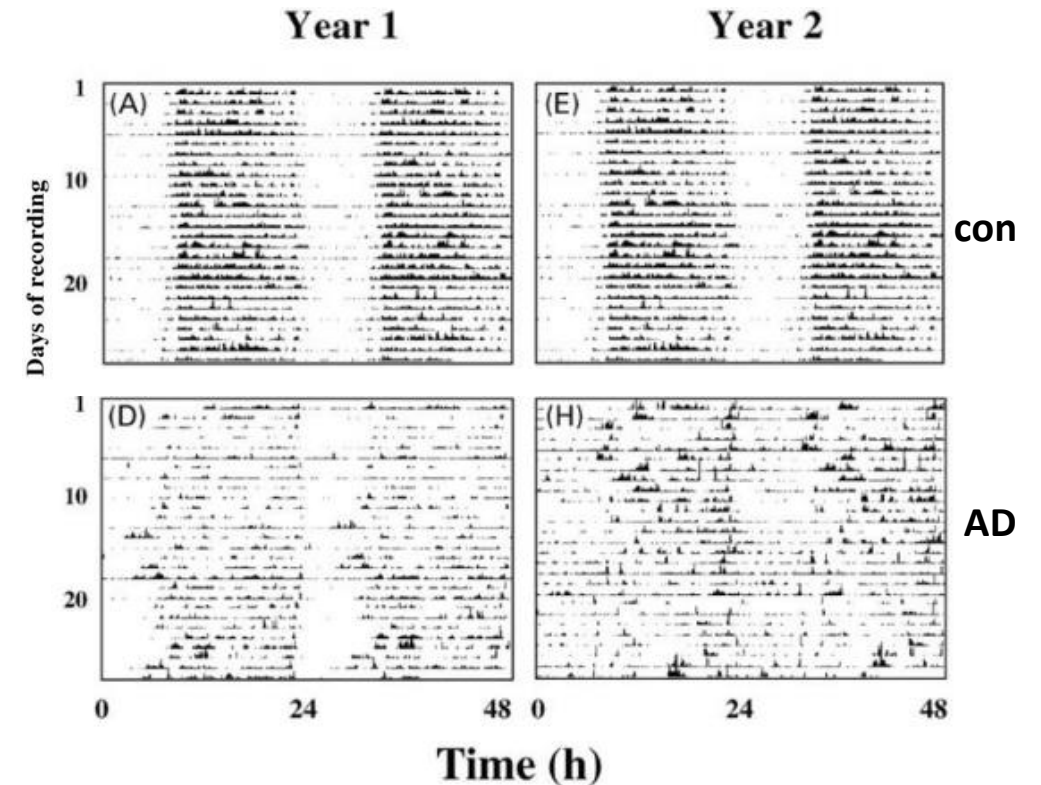 Year 1 Year 2
1 (A) (E)
10
con
20
Days of recording
1 (D) (H)
10
AD
20
0 24 48 0 24 48
Time (h)